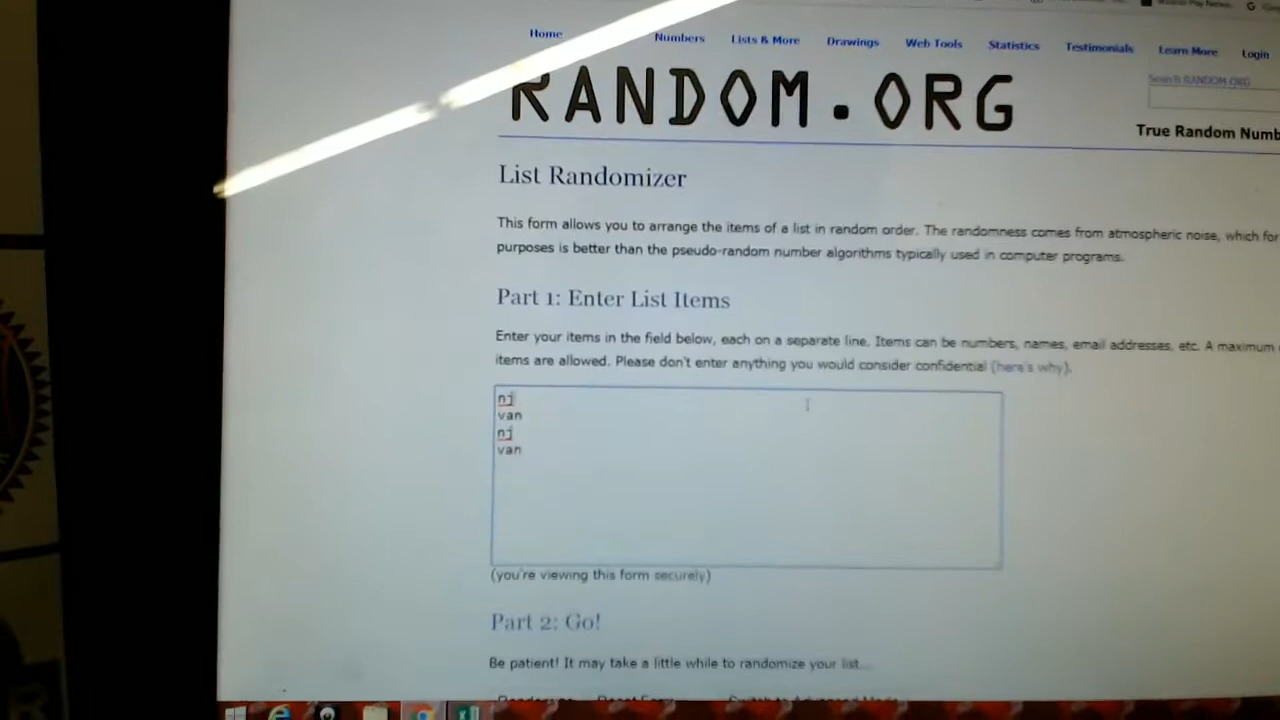 Home Numbers Lists & More Drawings Web Tools Statistics Testimonials Learn More Login
RANDOM.ORG
Search RANDOM.ORG
True Random Numb
List Randomizer
This form allows you to arrange the items of a list in random order. The randomness comes from atmospheric noise, which for
purposes is better than the pseudo-random number algorithms typically used in computer programs.
Part 1: Enter List Items
Enter your items in the field below, each on a separate line. Items can be numbers, names, email addresses, etc. A maximum
items are allowed. Please don't enter anything you would consider confidential (here's why).
nj
van
nj
van
(you're viewing this form securely)
Part 2: Go!
Be patient! It may take a little while to randomize your list...